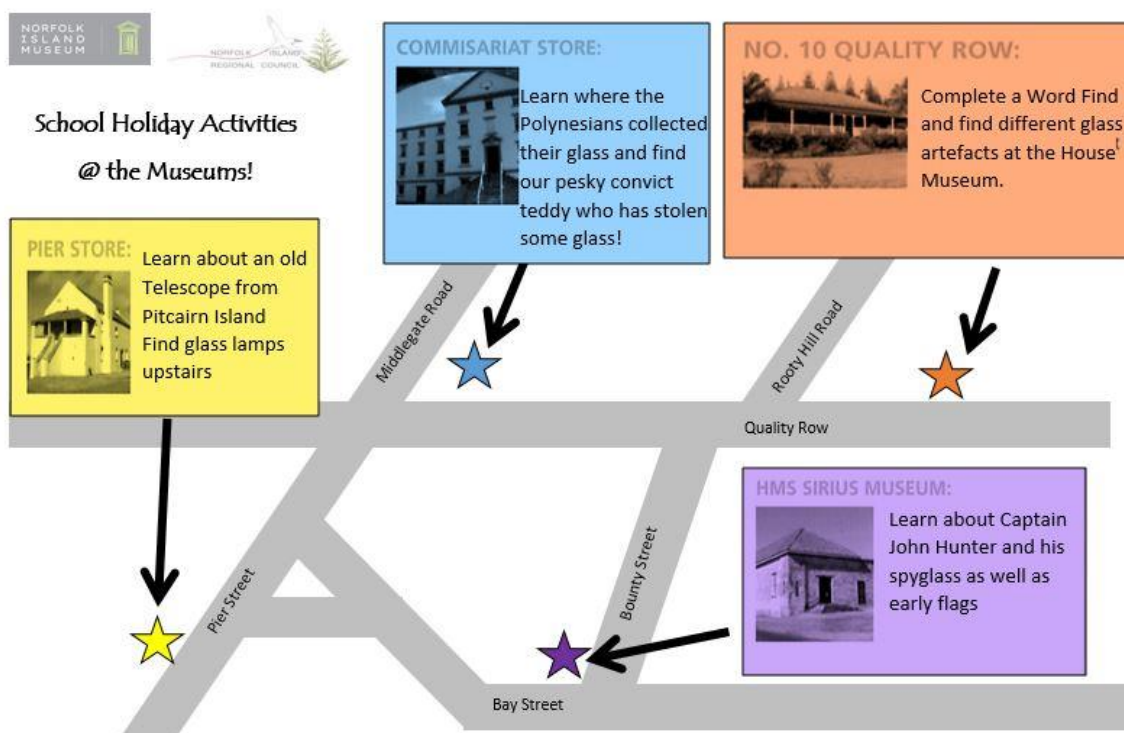 NORFOLK
ISLAND
MUSEUM
NORFOLK ISLAND
REGIONAL COUNCIL
School Holiday Activities
@ the Museums!
COMMISARIAT STORE:
Learn where the
Polynesians collected
their glass and find
our pesky convict
teddy who has stolen
some glass!
NO. 10 QUALITY ROW:
Complete a Word Find
and find different glass
artefacts at the House t
Museum.
PIER STORE:
Learn about an old
Telescope from
Pitcairn Island
Find glass lamps
upstairs
Middlegate Road
Rooty Hill Road
Quality Row
HMS SIRIUS MUSEUM:
Learn about Captain
John Hunter and his
spyglass as well as
early flags
Pier Street
Bounty Street
Bay Street